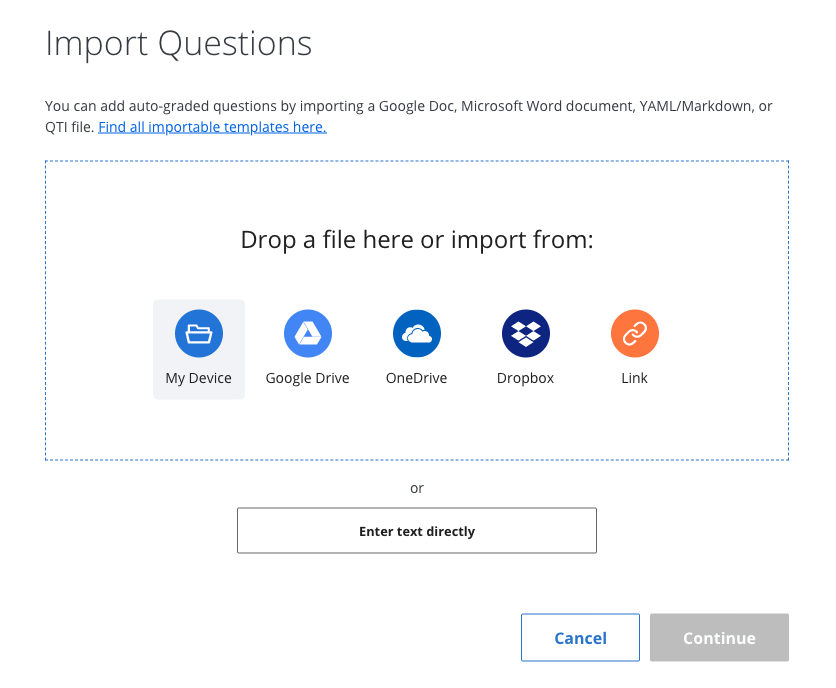 Import Questions
You can add auto-graded questions by importing a Google Doc, Microsoft Word document, YAML/Markdown, or
QTI file. Find all importable templates here.
Drop a file here or import from:
My Device Google Drive OneDrive Dropbox Link
or
Enter text directly
Cancel Continue